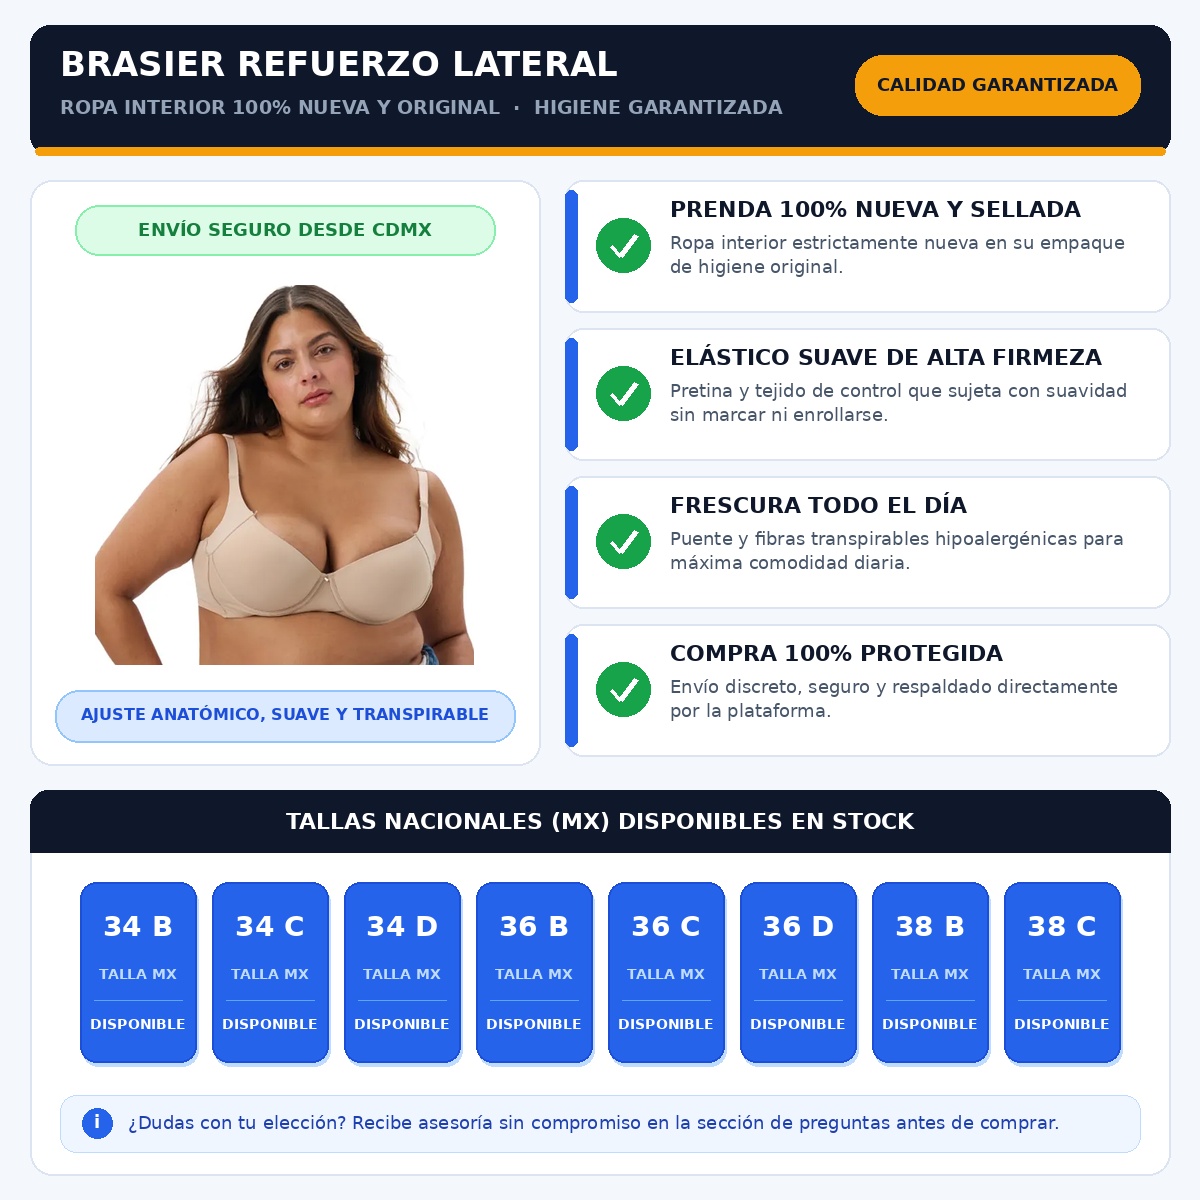 BRASIER REFUERZO LATERAL
ROPA INTERIOR 100% NUEVA Y ORIGINAL · HIGIENE GARANTIZADA
CALIDAD GARANTIZADA
ENVÍO SEGURO DESDE CDMX
AJUSTE ANATÓMICO, SUAVE Y TRANSPIRABLE
PRENDA 100% NUEVA Y SELLADA
Ropa interior estrictamente nueva en su empaque
de higiene original.
ELÁSTICO SUAVE DE ALTA FIRMEZA
Pretina y tejido de control que sujeta con suavidad
sin marcar ni enrollarse.
FRESCURA TODO EL DÍA
Puente y fibras transpirables hipoalergénicas para
máxima comodidad diaria.
COMPRA 100% PROTEGIDA
Envío discreto, seguro y respaldado directamente
por la plataforma.
TALLAS NACIONALES (MX) DISPONIBLES EN STOCK
34 B
TALLA MX
DISPONIBLE
34 C
TALLA MX
DISPONIBLE
34 D
TALLA MX
DISPONIBLE
36 B
TALLA MX
DISPONIBLE
36 C
TALLA MX
DISPONIBLE
36 D
TALLA MX
DISPONIBLE
38 B
TALLA MX
DISPONIBLE
38 C
TALLA MX
DISPONIBLE
i ¿Dudas con tu elección? Recibe asesoría sin compromiso en la sección de preguntas antes de comprar.